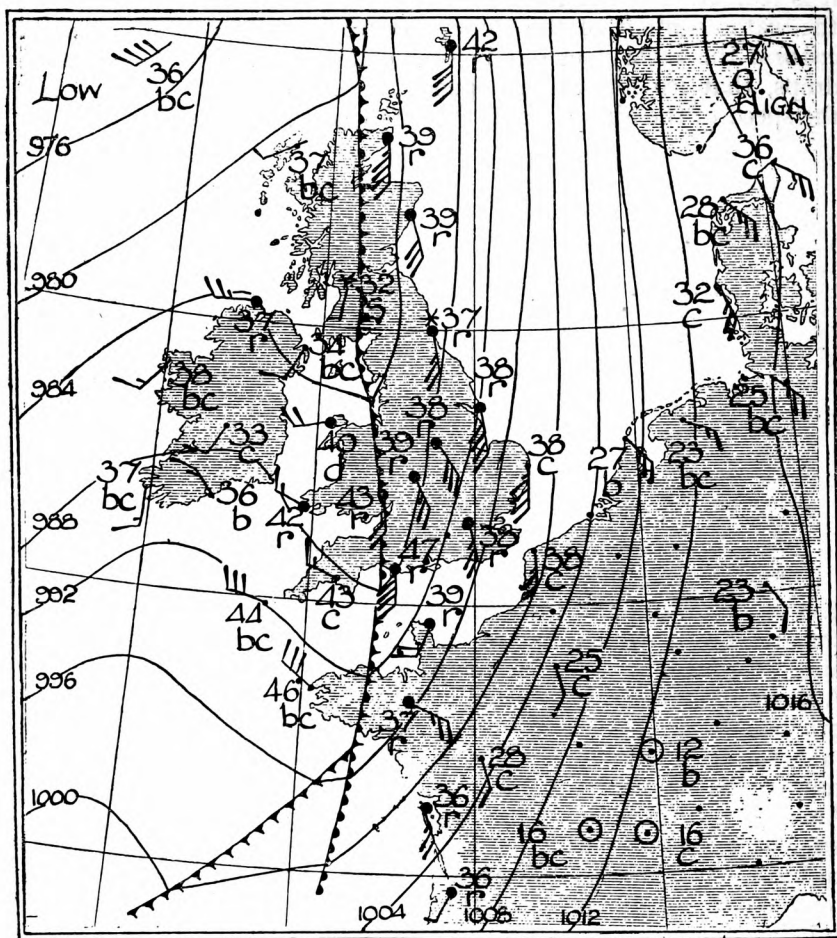 42
r
27
O
HIGH
36
bc
LOW
976
39
r
36
c
37
bc
28
bc
39
r
980
32
S
32
c
37
r
37
r
34
bc
984
38
bc
38
r
25
bc
38
r
33
c
40
d
39
r
38
c
27
b
23
bc
37
bc
36
b
42
r
43
r
988
38
r
47
r
38
c
992
43
c
39
r
23
b
44
bc
25
c
996
46
bc
1016
37
r
12
b
28
c
1000
36
r
16
bc
16
c
36
r
1004
1008
1012